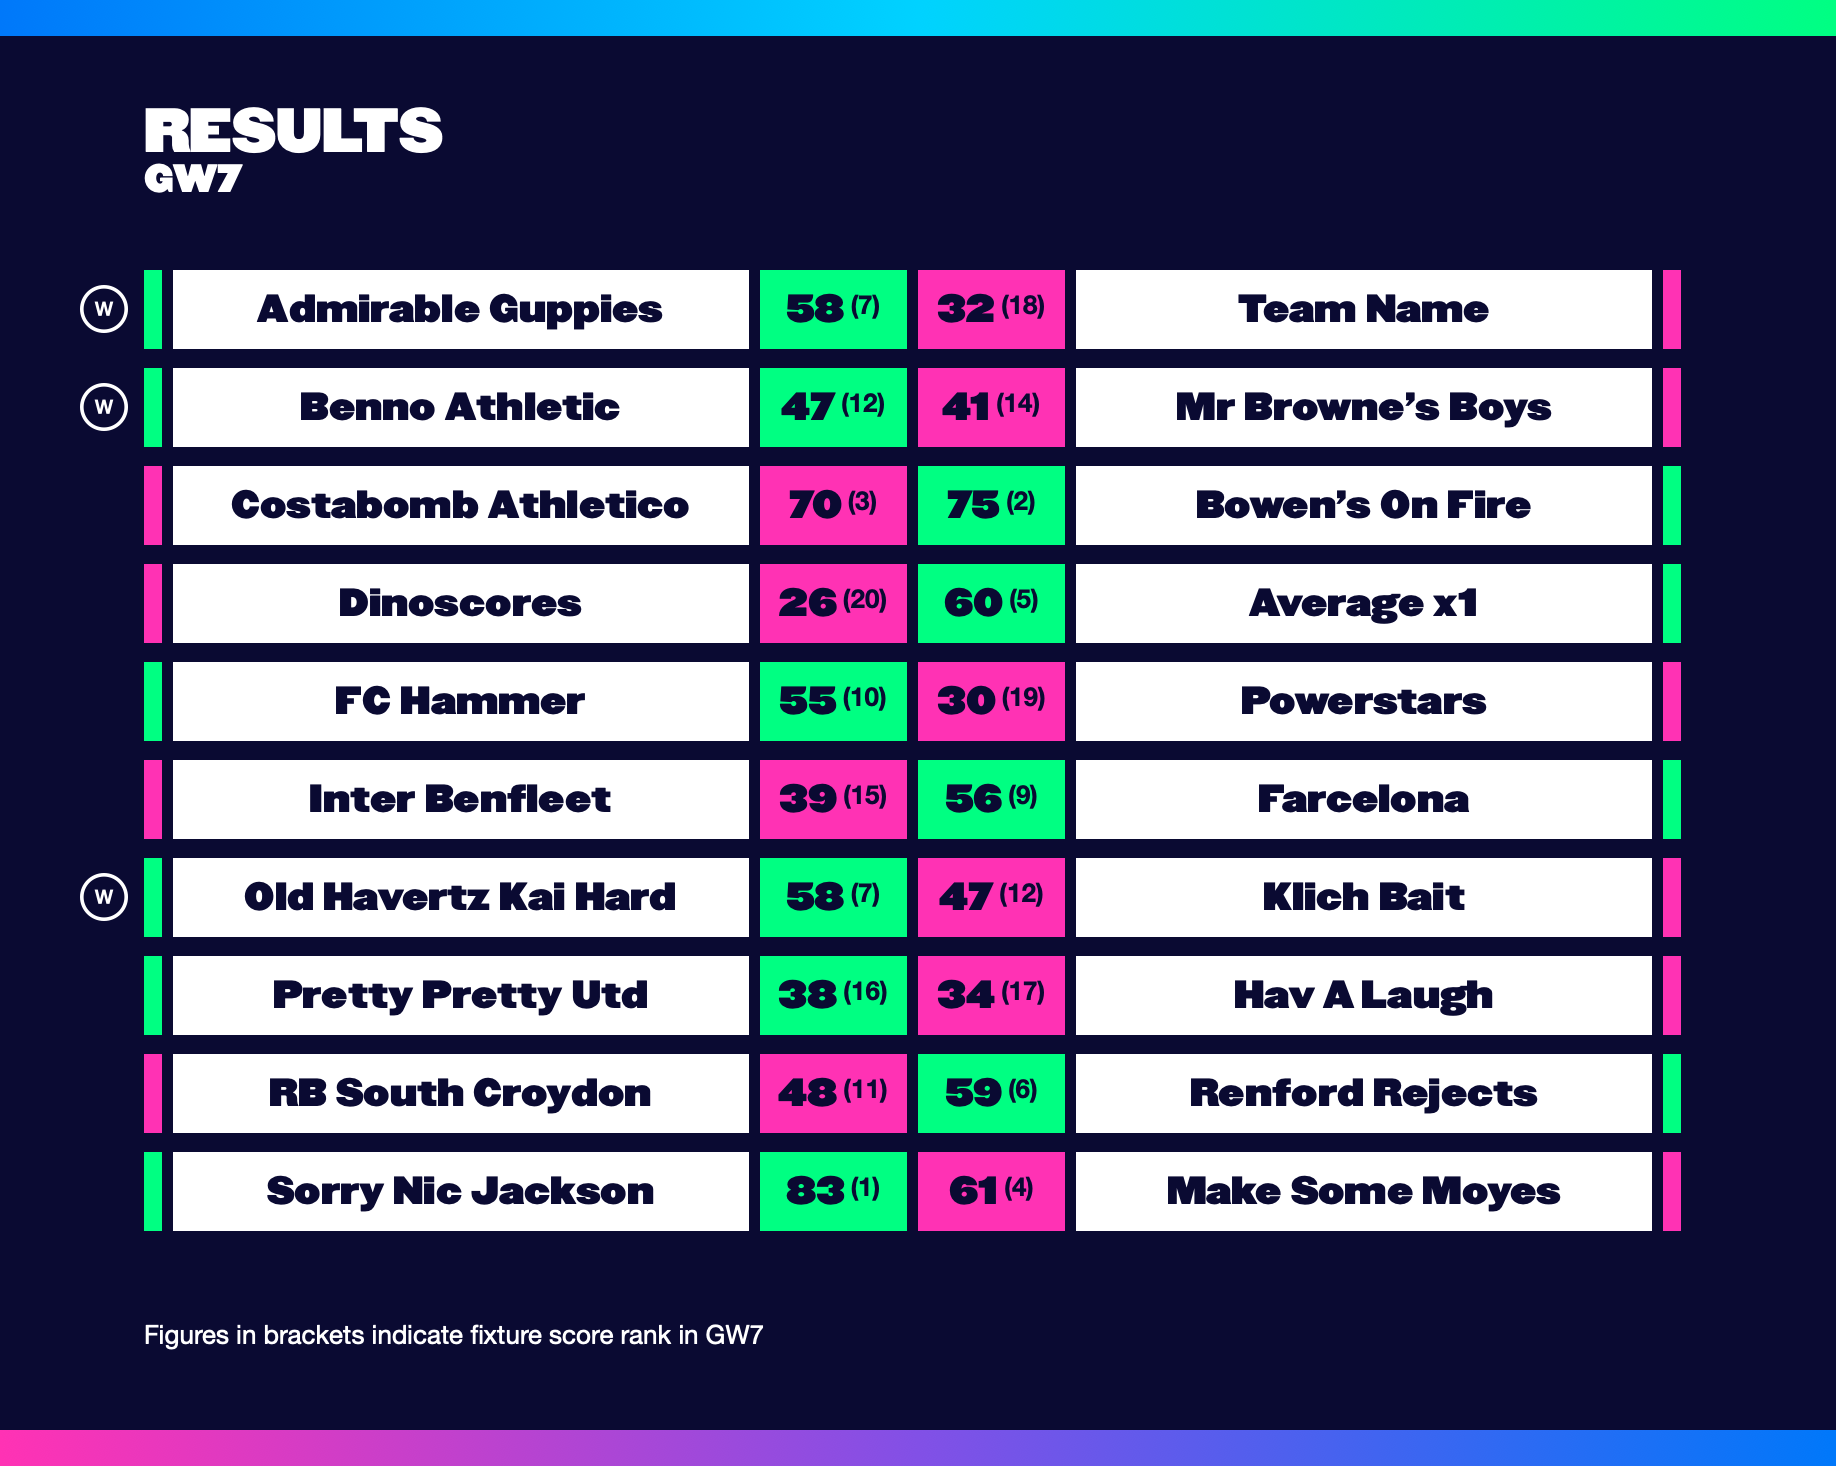 RESULTS
GW7
W Admirable Guppies 58 (7) 32 (18) Team Name
W Benno Athletic 47 (12) 41 (14) Mr Browne’s Boys
Costabomb Athletico 70 (3) 75 (2) Bowen’s On Fire
Dinoscores 26 (20) 60 (5) Average x1
FC Hammer 55 (10) 30 (19) Powerstars
Inter Benfleet 39 (15) 56 (9) Farcelona
W Old Havertz Kai Hard 58 (7) 47 (12) Klich Bait
Pretty Pretty Utd 38 (16) 34 (17) Hav A Laugh
RB South Croydon 48 (11) 59 (6) Renford Rejects
Sorry Nic Jackson 83 (1) 61 (4) Make Some Moyes
Figures in brackets indicate fixture score rank in GW7